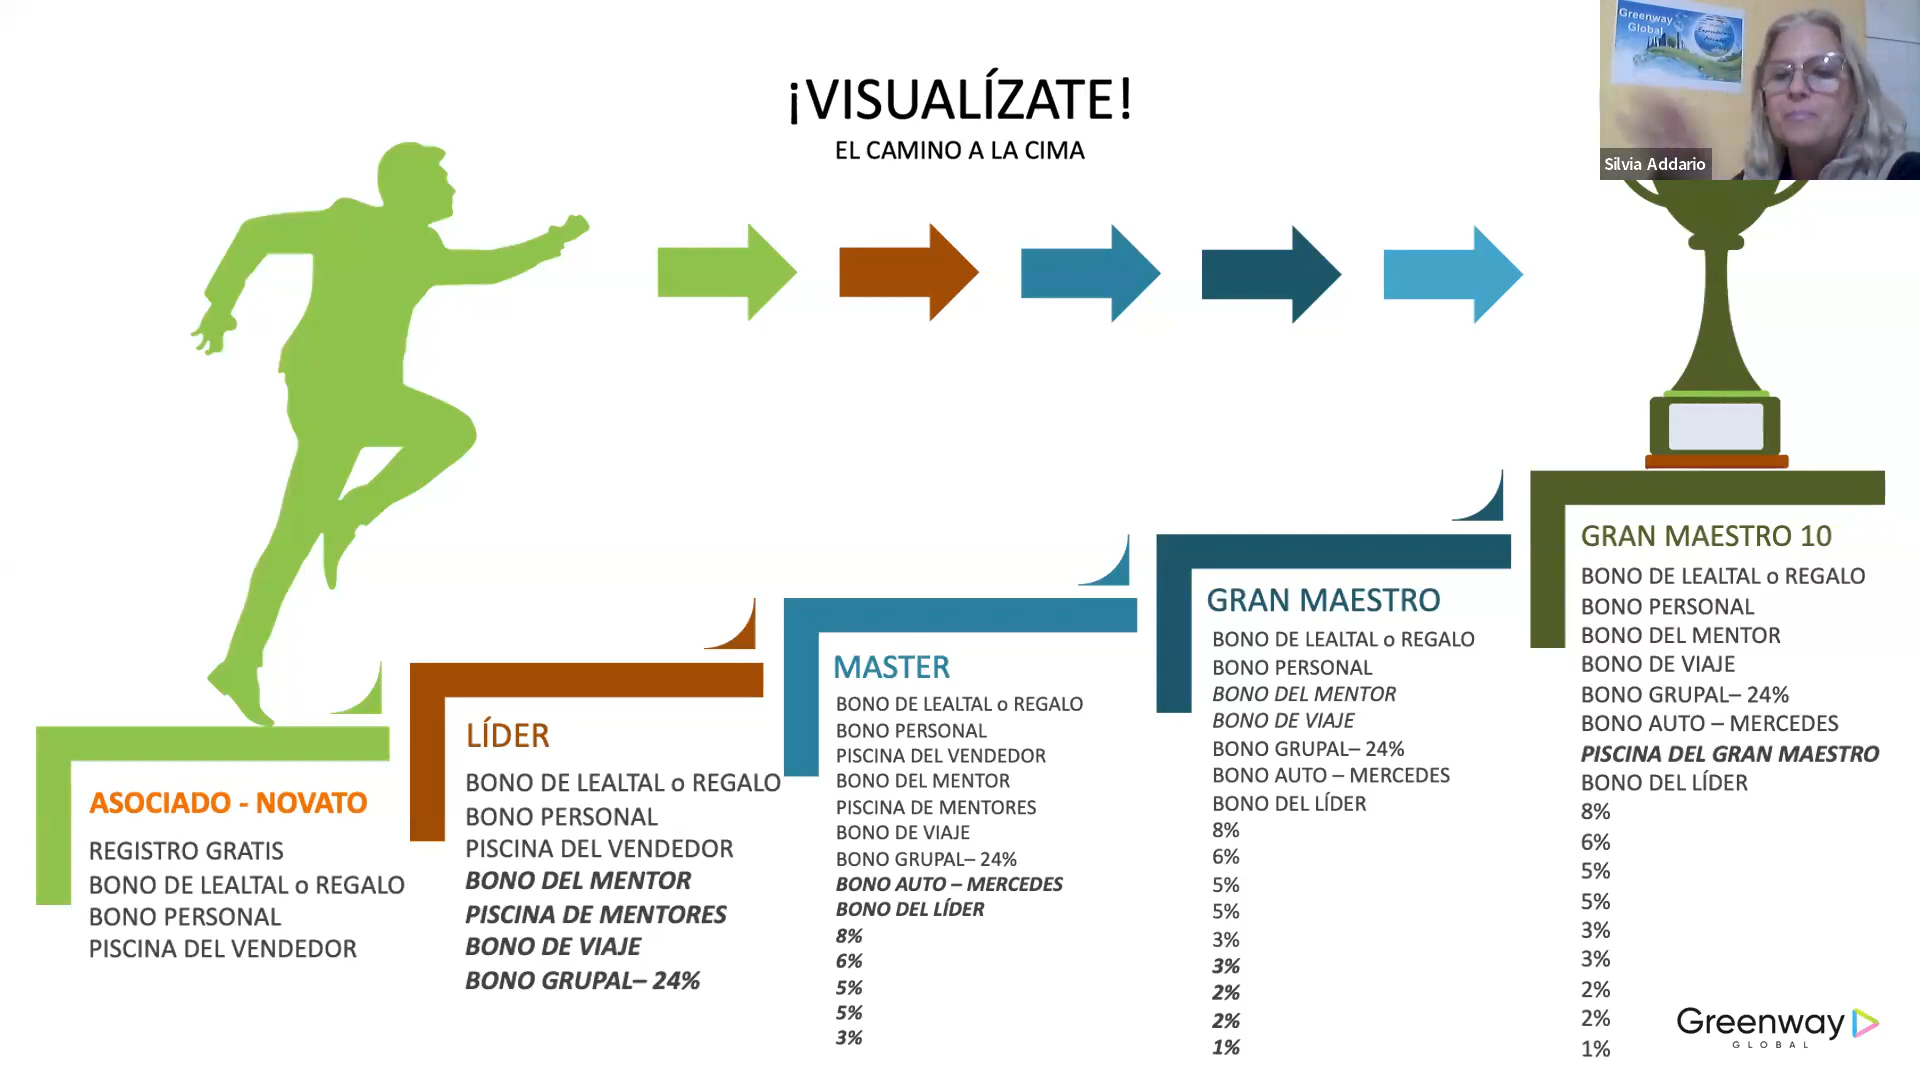 ¡VISUALÍZATE!
EL CAMINO A LA CIMA
Greenway
Global
Silvia Addario
ASOCIADO - NOVATO
REGISTRO GRATIS
BONO DE LEALTAL o REGALO
BONO PERSONAL
PISCINA DEL VENDEDOR
LÍDER
BONO DE LEALTAL o REGALO
BONO PERSONAL
PISCINA DEL VENDEDOR
BONO DEL MENTOR
PISCINA DE MENTORES
BONO DE VIAJE
BONO GRUPAL– 24%
MASTER
BONO DE LEALTAL o REGALO
BONO PERSONAL
PISCINA DEL VENDEDOR
BONO DEL MENTOR
PISCINA DE MENTORES
BONO DE VIAJE
BONO GRUPAL– 24%
BONO AUTO – MERCEDES
BONO DEL LÍDER
8%
6%
5%
5%
3%
GRAN MAESTRO
BONO DE LEALTAL o REGALO
BONO PERSONAL
BONO DEL MENTOR
BONO DE VIAJE
BONO GRUPAL– 24%
BONO AUTO – MERCEDES
BONO DEL LÍDER
8%
6%
5%
5%
3%
3%
2%
2%
1%
GRAN MAESTRO 10
BONO DE LEALTAL o REGALO
BONO PERSONAL
BONO DEL MENTOR
BONO DE VIAJE
BONO GRUPAL– 24%
BONO AUTO – MERCEDES
PISCINA DEL GRAN MAESTRO
BONO DEL LÍDER
8%
6%
5%
5%
3%
3%
2%
2%
1%
Greenway
GLOBAL